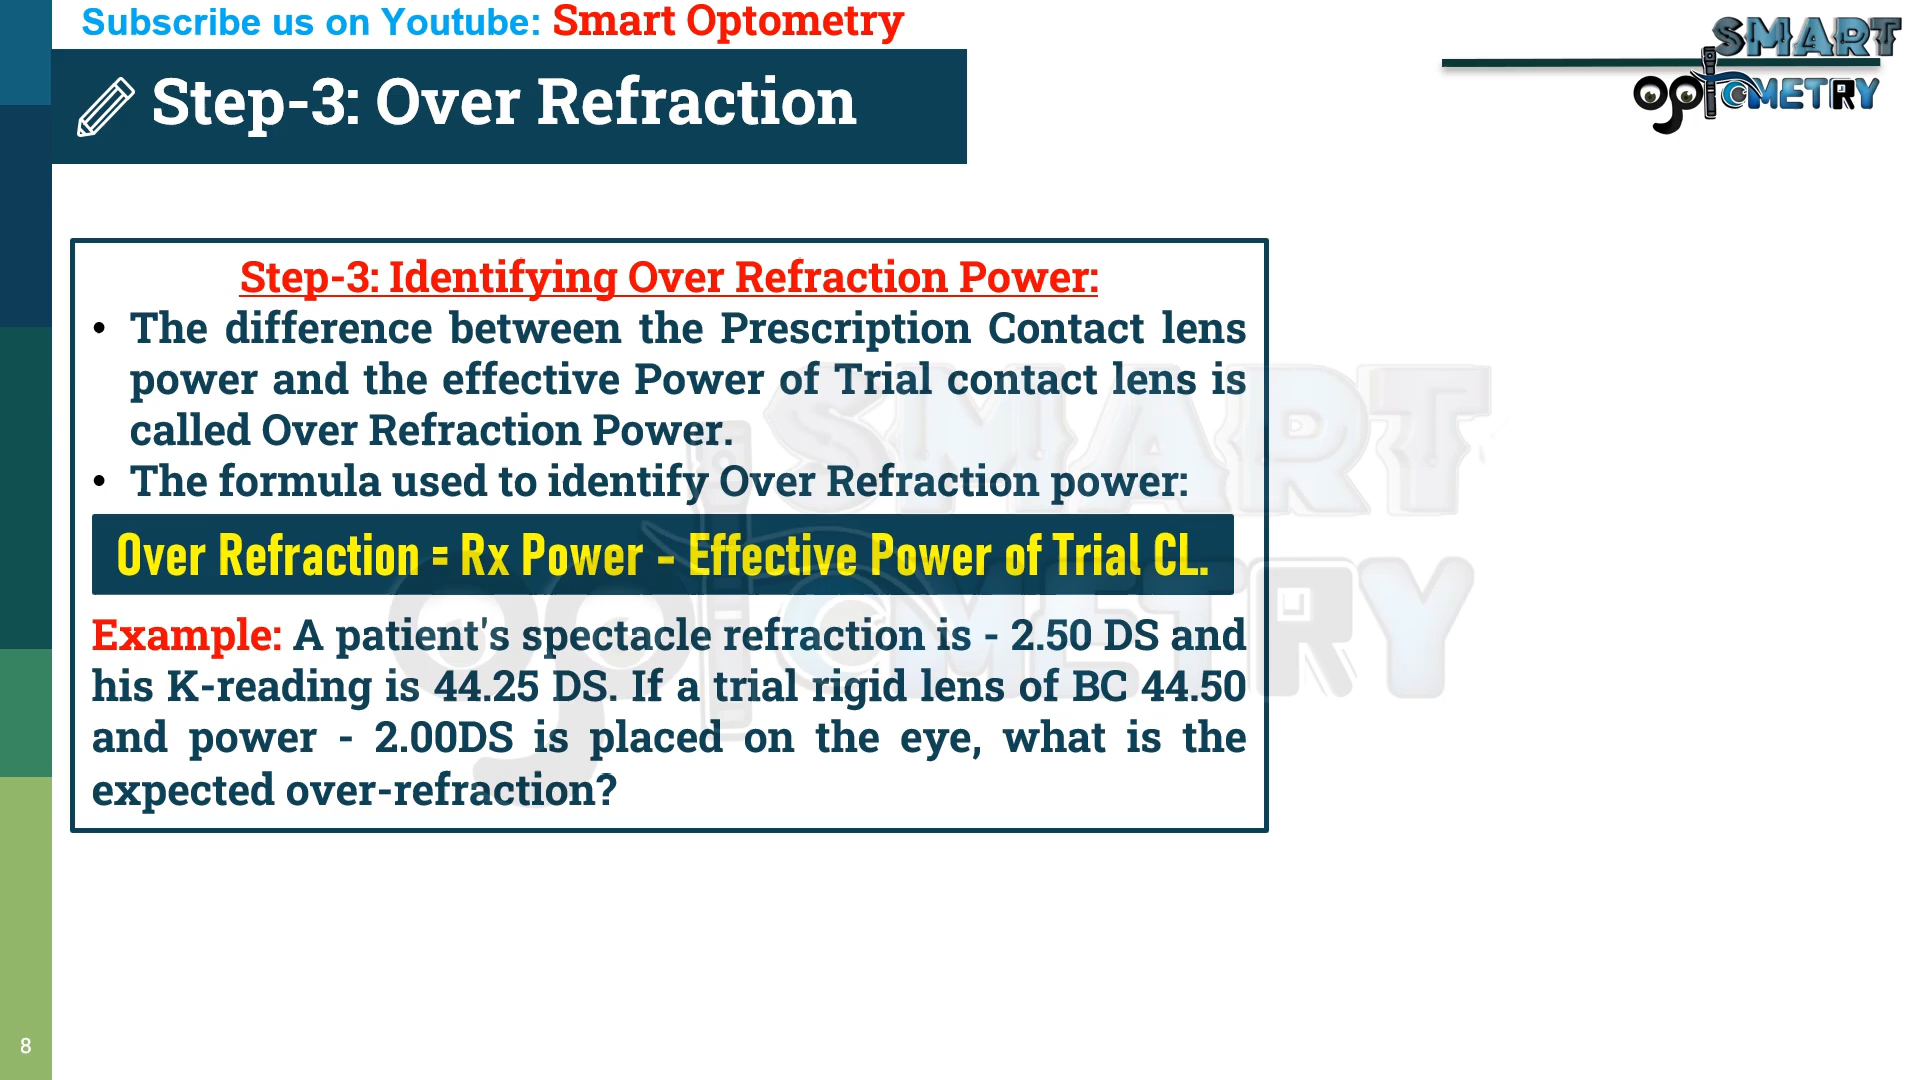 Subscribe us on Youtube: Smart Optometry
SMART
OPTOMETRY
Step-3: Over Refraction
Step-3: Identifying Over Refraction Power:
• The difference between the Prescription Contact lens
power and the effective Power of Trial contact lens is
called Over Refraction Power.
• The formula used to identify Over Refraction power:
Over Refraction = Rx Power - Effective Power of Trial CL.
Example: A patient's spectacle refraction is - 2.50 DS and
his K-reading is 44.25 DS. If a trial rigid lens of BC 44.50
and power - 2.00DS is placed on the eye, what is the
expected over-refraction?
SMART
OPTOMETRY
8